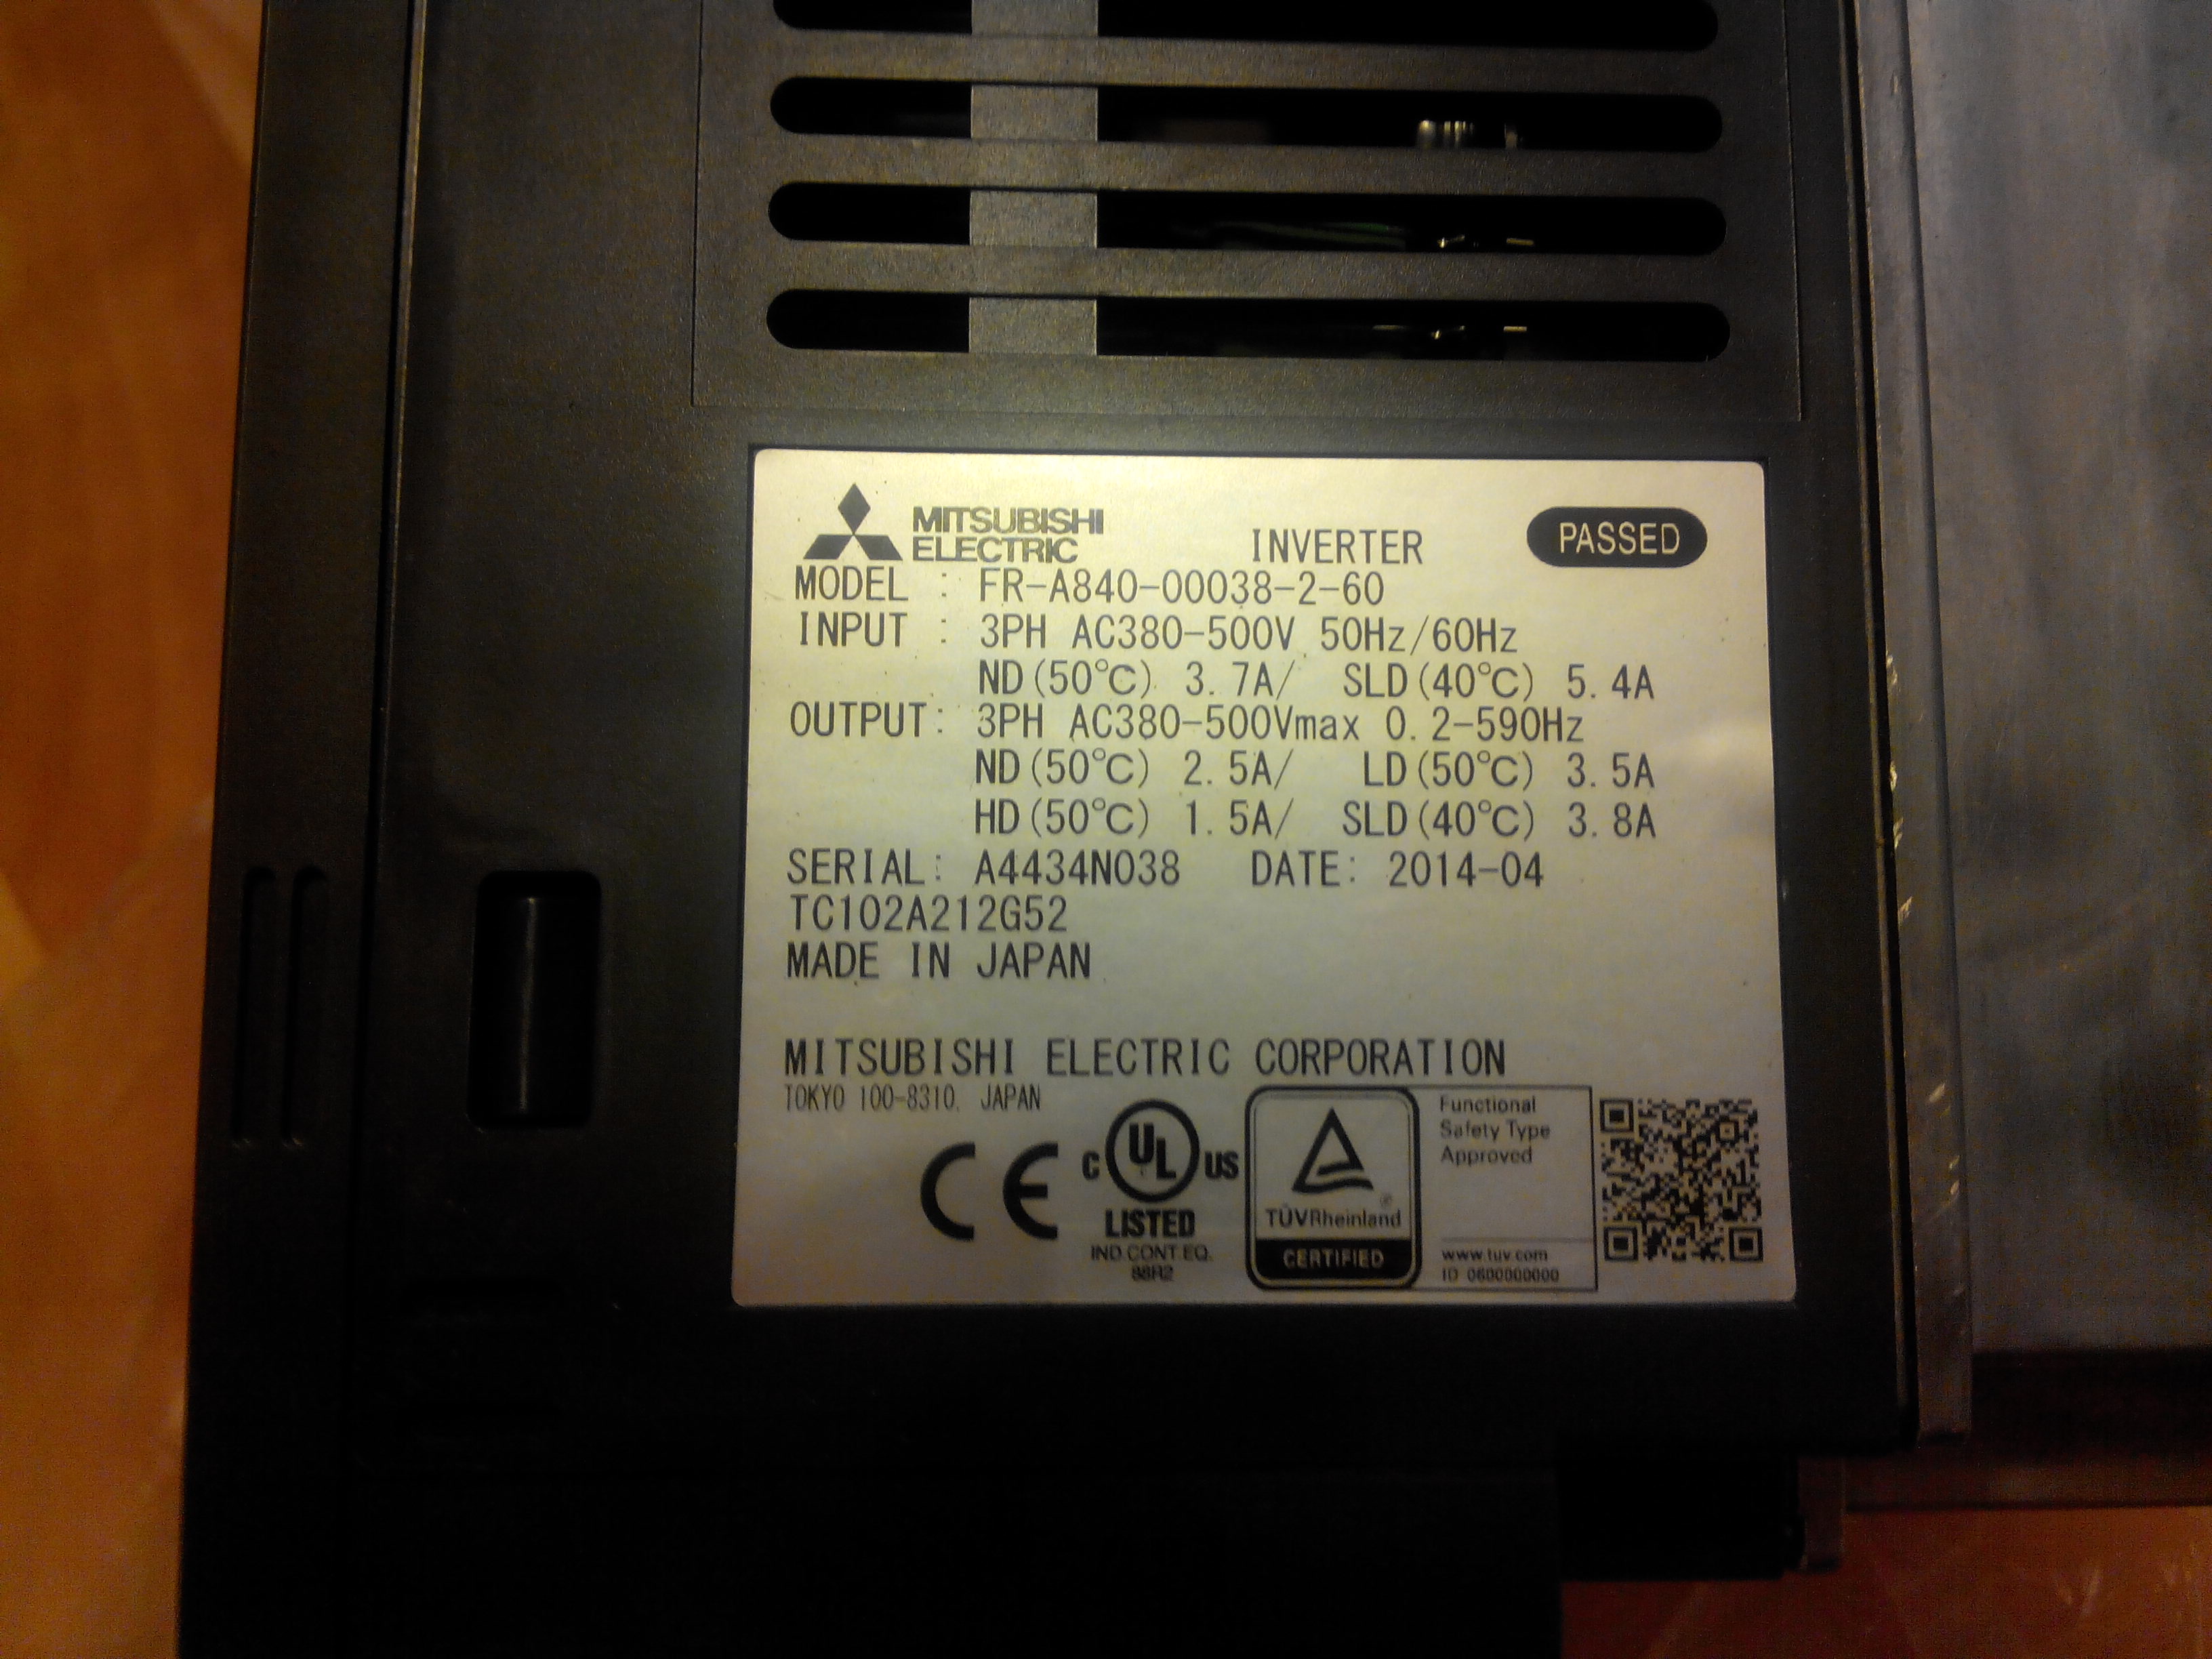 MITSUBISHI
ELECTRIC
INVERTER
PASSED
MODEL : FR-A840-00038-2-60
INPUT : 3PH AC380-500V 50Hz/60Hz
ND(50℃) 3.7A/ SLD(40℃) 5.4A
OUTPUT: 3PH AC380-500Vmax 0.2-590Hz
ND(50℃) 2.5A/ LD(50℃) 3.5A
HD(50℃) 1.5A/ SLD(40℃) 3.8A
SERIAL: A4434N038 DATE: 2014-04
TC102A212G52
MADE IN JAPAN
MITSUBISHI ELECTRIC CORPORATION
TOKYO 100-8310, JAPAN
CE
C UL US
LISTED
IND.CONT.EQ.
88R2
TÜVRheinland
®
CERTIFIED
Functional
Safety Type
Approved
www.tuv.com
ID 0600000000